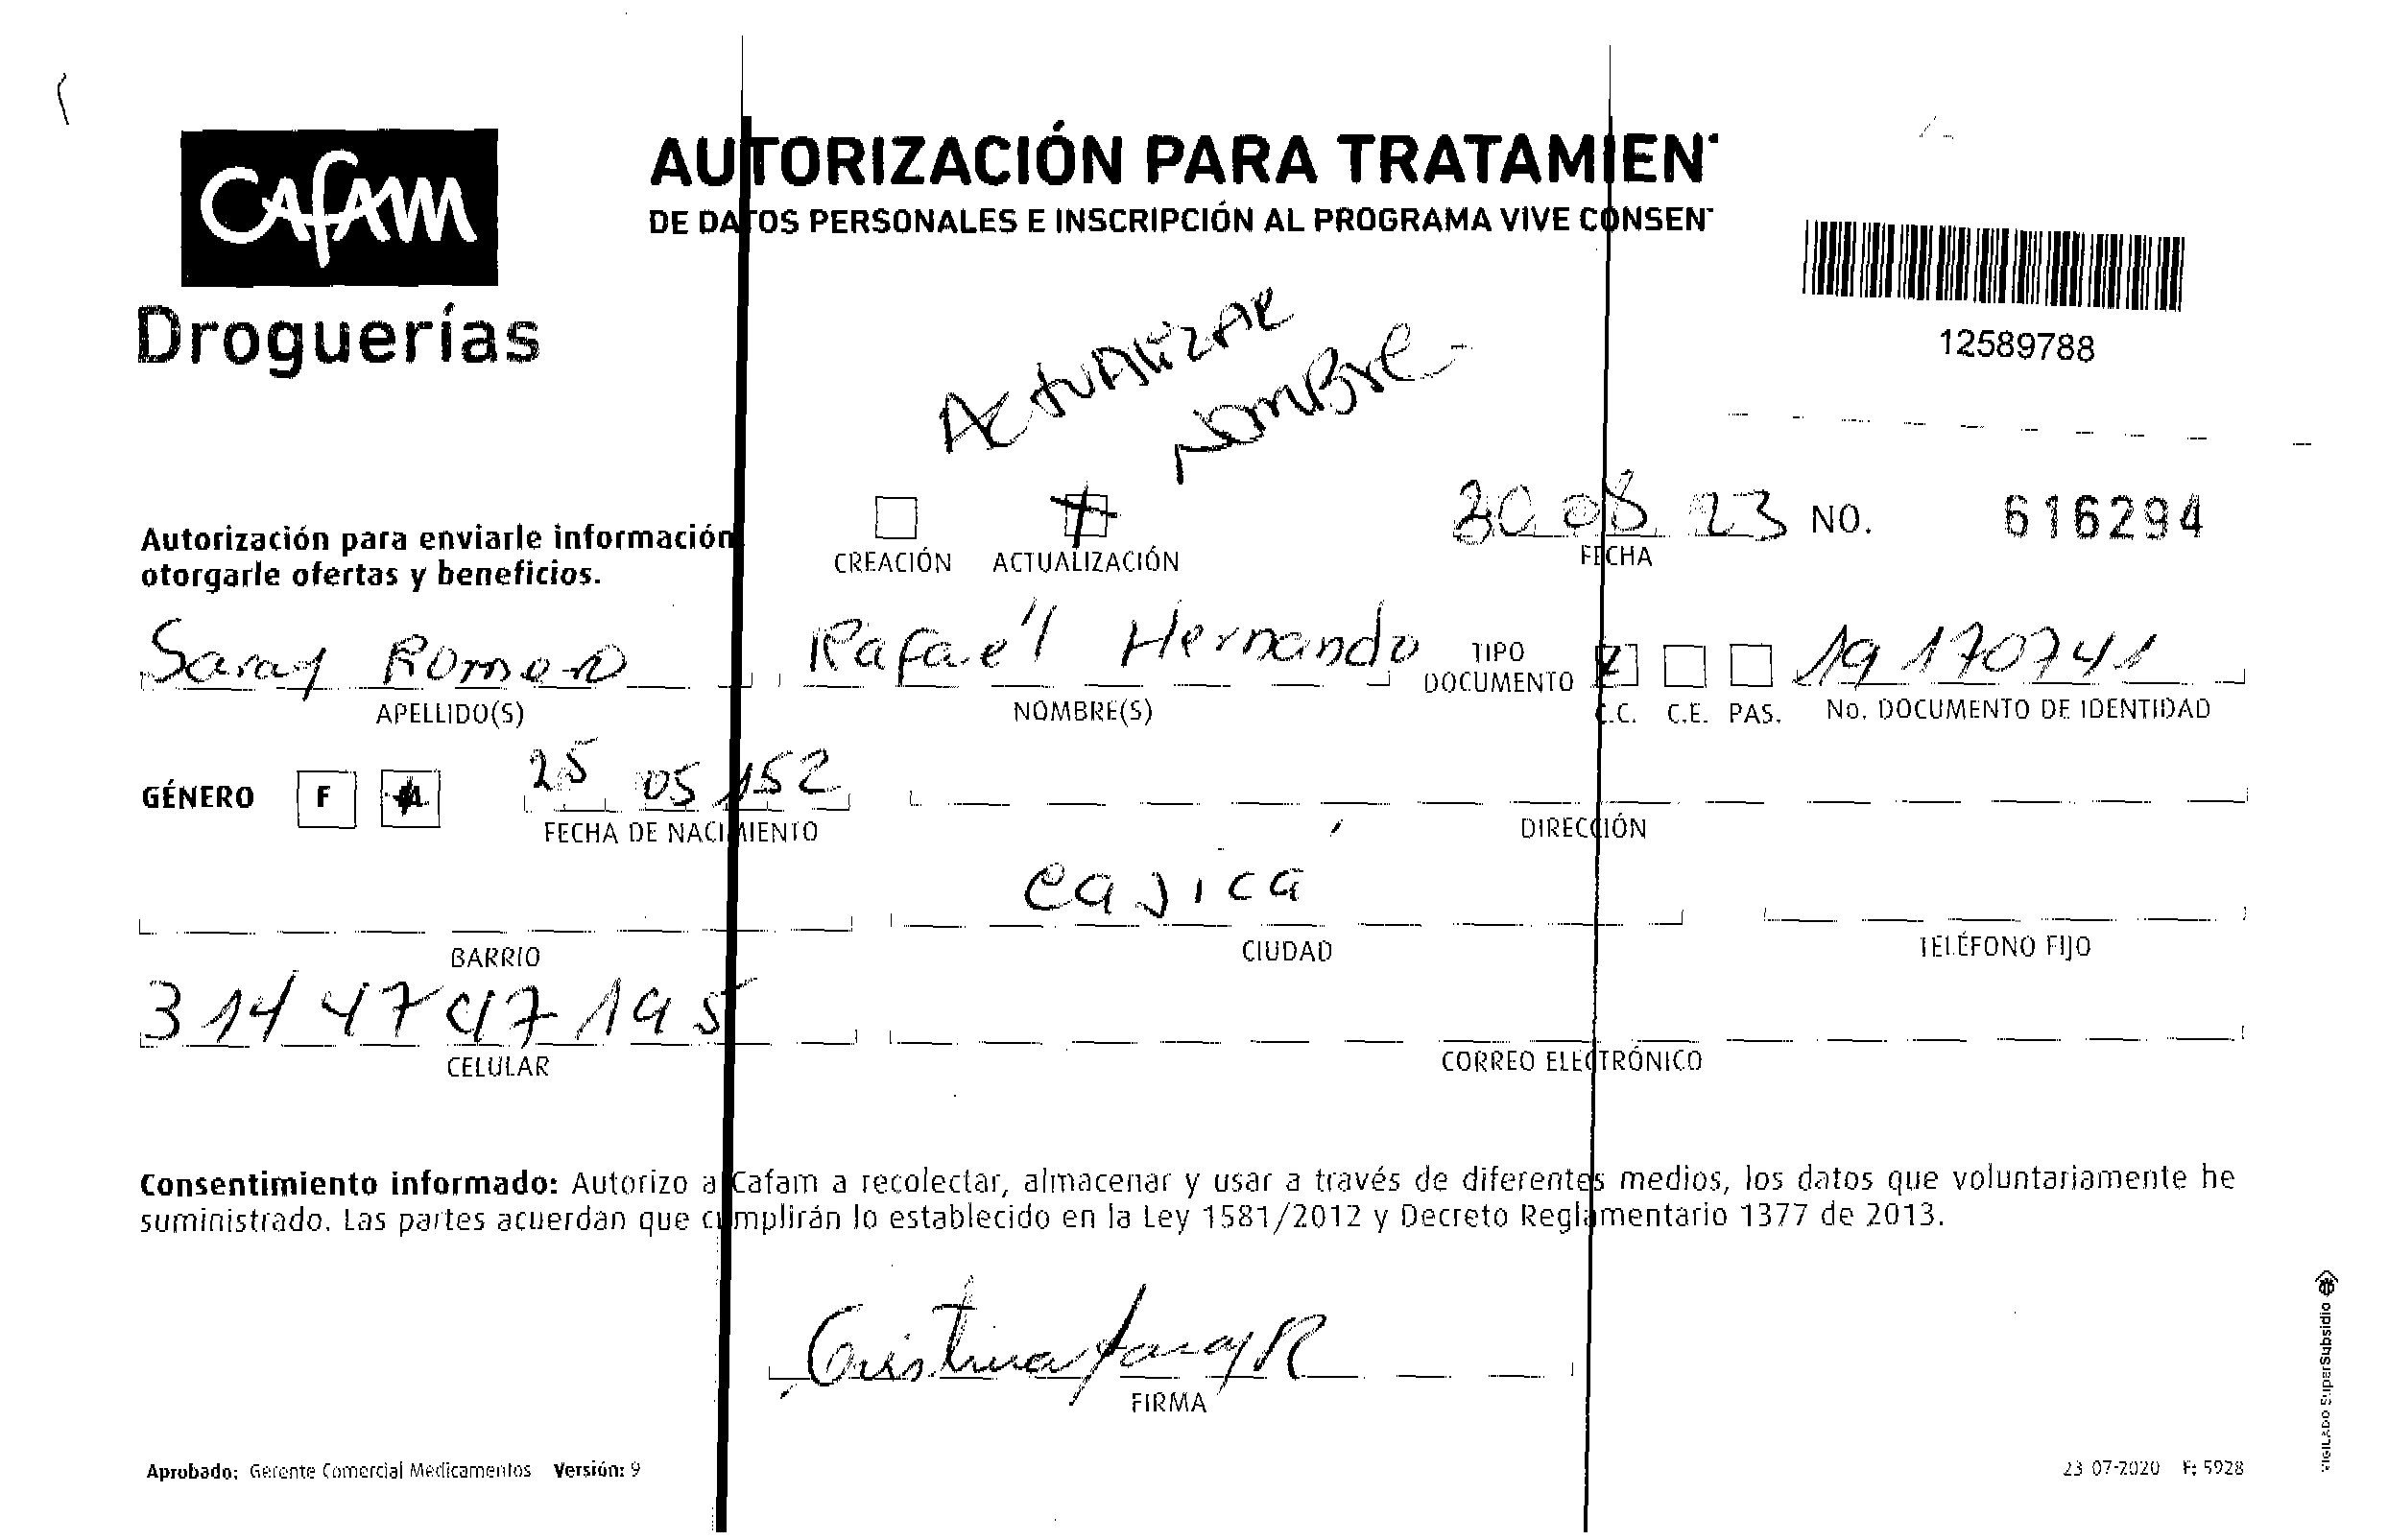 CAFAM
Droguerías
AUTORIZACIÓN PARA TRATAMIEN
DE DATOS PERSONALES E INSCRIPCIÓN AL PROGRAMA VIVE CONSEN
12589788
ACTUALIZAR
NOMBRE
Autorización para enviarle información
otorgarle ofertas y beneficios.
CREACIÓN ACTUALIZACIÓN
30 08 23 NO. 616294
FECHA
Saray Romero Rafael Hernando TIPO DOCUMENTO 19170741
APELLIDO(S) NOMBRE(S) C.C. C.E. PAS. No. DOCUMENTO DE IDENTIDAD
GÉNERO F 25 05 52
FECHA DE NACIMIENTO DIRECCIÓN
Cajica
BARRIO CIUDAD TELÉFONO FIJO
CELULAR CORREO ELECTRÓNICO
Consentimiento informado: Autorizo a Cafam a recolectar, almacenar y usar a través de diferentes medios, los datos que voluntariamente he
suministrado. Las partes acuerdan que cumplirán lo establecido en la Ley 1581/2012 y Decreto Reglamentario 1377 de 2013.
Cristina Saray R
FIRMA
Aprobado: Gerente Comercial Medicamentos Versión: 9
23 07-2020 F: 5928
VIGILADO SuperSubsidio